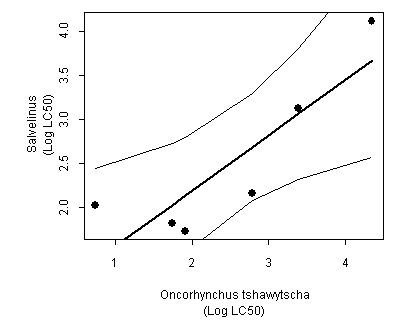 4.0
3.5
3.0
2.5
2.0
Salvelinus
(Log LC50)
1 2 3 4
Oncorhynchus tshawytscha
(Log LC50)